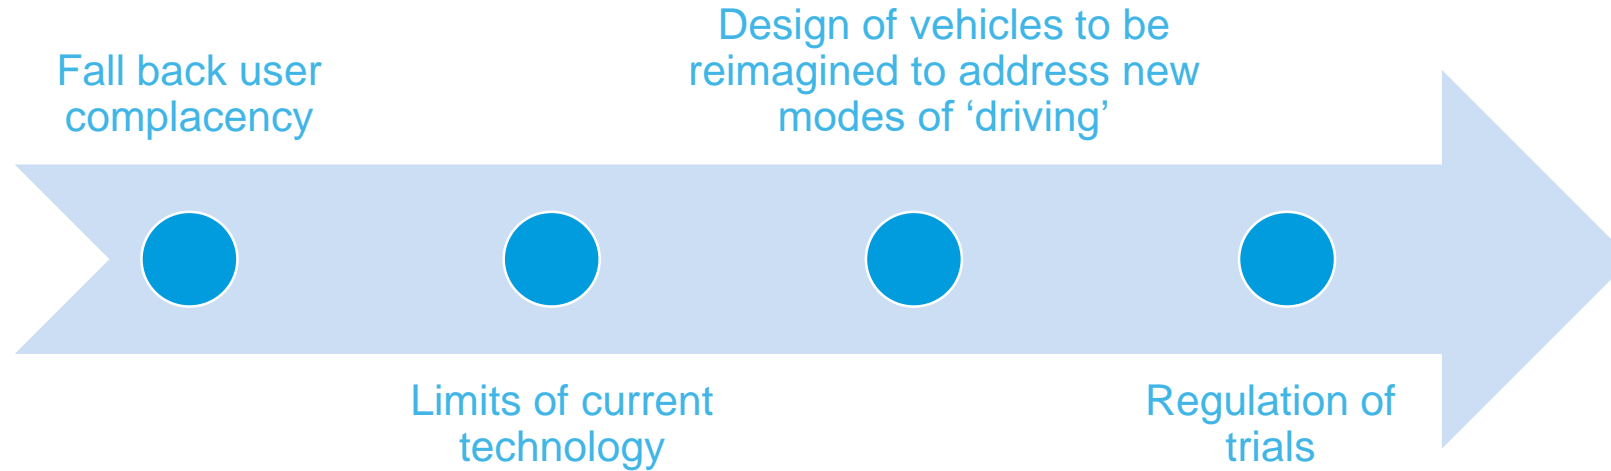 Fall back user
complacency
Limits of current
technology
Design of vehicles to be
reimagined to address new
modes of ‘driving’
Regulation of
trials